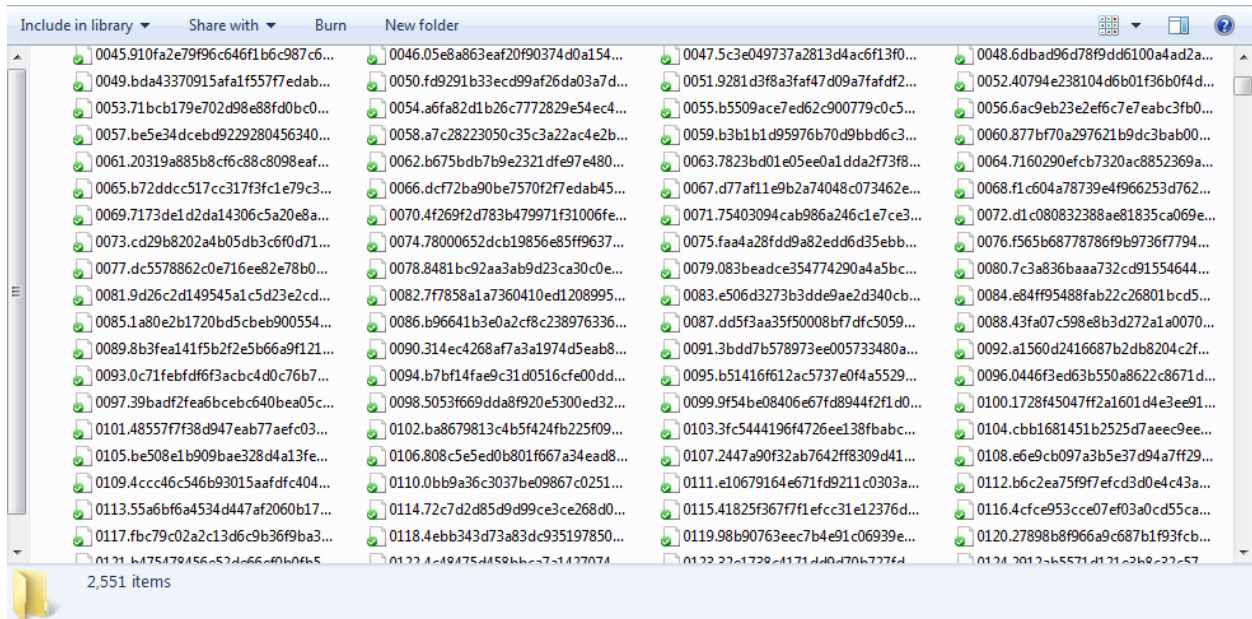 Include in library Share with Burn New folder
0045.910fa2e79f96c646f1b6c987c6... 0046.05e8a863eaf20f90374d0a154... 0047.5c3e049737a2813d4ac6f13f0... 0048.6dbad96d78f9dd6100a4ad2a...
0049.bda43370915afa1f557f7edab... 0050.fd9291b33ecd99af26da03a7d... 0051.9281d3f8a3faf47d09a7fafdf2... 0052.40794e238104d6b01f36b0f4d...
0053.71bcb179e702d98e88fd0bc0... 0054.a6fa82d1b26c7772829e54ec4... 0055.b5509ace7ed62c900779c0c5... 0056.6ac9eb23e2ef6c7e7eabc3fb0...
0057.be5e34dcebd9229280456340... 0058.a7c28223050c35c3a22ac4e2b... 0059.b3b1b1d95976b70d9bbd6c3... 0060.877bf70a297621b9dc3bab00...
0061.20319a885b8cf6c88c8098eaf... 0062.b675bdb7b9e2321dfe97e480... 0063.7823bd01e05ee0a1dda2f73f8... 0064.7160290efcb7320ac8852369a...
0065.b72ddcc517cc317f3fc1e79c3... 0066.dcf72ba90be7570f2f7edab45... 0067.d77af11e9b2a74048c073462e... 0068.f1c604a78739e4f966253d762...
0069.7173de1d2da14306c5a20e8a... 0070.4f269f2d783b479971f31006fe... 0071.75403094cab986a246c1e7ce3... 0072.d1c080832388ae81835ca069e...
0073.cd29b8202a4b05db3c6f0d71... 0074.78000652dcb19856e85ff9637... 0075.faa4a28fdd9a82edd6d35ebb... 0076.f565b68778786f9b9736f7794...
0077.dc5578862c0e716ee82e78b0... 0078.8481bc92aa3ab9d23ca30c0e... 0079.083beadce354774290a4a5bc... 0080.7c3a836baaa732cd91554644...
0081.9d26c2d149545a1c5d23e2cd... 0082.7f7858a1a7360410ed1208995... 0083.e506d3273b3dde9ae2d340cb... 0084.e84ff95488fab22c26801bcd5...
0085.1a80e2b1720bd5cbeb900554... 0086.b96641b3e0a2cf8c238976336... 0087.dd5f3aa35f50008bf7dfc5059... 0088.43fa07c598e8b3d272a1a0070...
0089.8b3fea141f5b2f2e5b66a9f121... 0090.314ec4268af7a3a1974d5eab8... 0091.3bdd7b578973ee005733480a... 0092.a1560d2416687b2db8204c2f...
0093.0c71febfdf6f3acbc4d0c76b7... 0094.b7bf14fae9c31d0516cfe00dd... 0095.b51416f612ac5737e0f4a5529... 0096.0446f3ed63b550a8622c8671d...
0097.39badf2fea6bcebc640bea05c... 0098.5053f669dda8f920e5300ed32... 0099.9f54be08406e67fd8944f2f1d0... 0100.1728f45047ff2a1601d4e3ee91...
0101.48557f7f38d947eab77aefc03... 0102.ba8679813c4b5f424fb225f09... 0103.3fc5444196f4726ee138fbabc... 0104.cbb1681451b2525d7aeec9ee...
0105.be508e1b909bae328d4a13fe... 0106.808c5e5ed0b801f667a34ead8... 0107.2447a90f32ab7642ff8309d41... 0108.e6e9cb097a3b5e37d94a7ff29...
0109.4ccc46c546b93015aafdfc404... 0110.0bb9a36c3037be09867c0251... 0111.e10679164e671fd9211c0303a... 0112.b6c2ea75f9f7efcd3d0e4c43a...
0113.55a6bf6a4534d447af2060b17... 0114.72c7d2d85d9d99ce3ce268d0... 0115.41825f367f7f1efcc31e12376d... 0116.4cfce953cce07ef03a0cd55ca...
0117.fbc79c02a2c13d6c9b36f9ba3... 0118.4ebb343d73a83dc935197850... 0119.98b90763eec7b4e91c06939e... 0120.27898b8f966a9c687b1f93fcb...
2,551 items